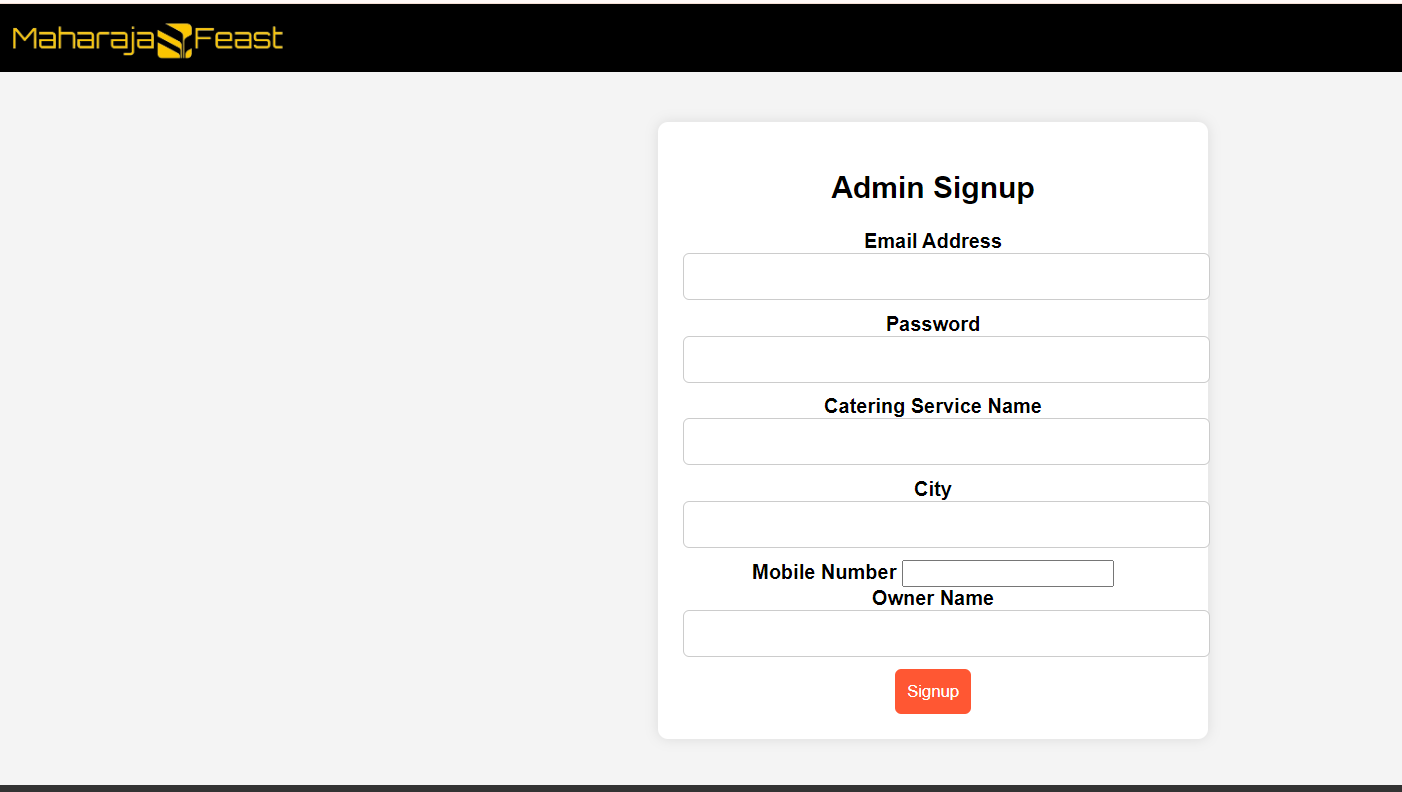 Maharaja Feast
Admin Signup
Email Address
Password
Catering Service Name
City
Mobile Number
Owner Name
Signup